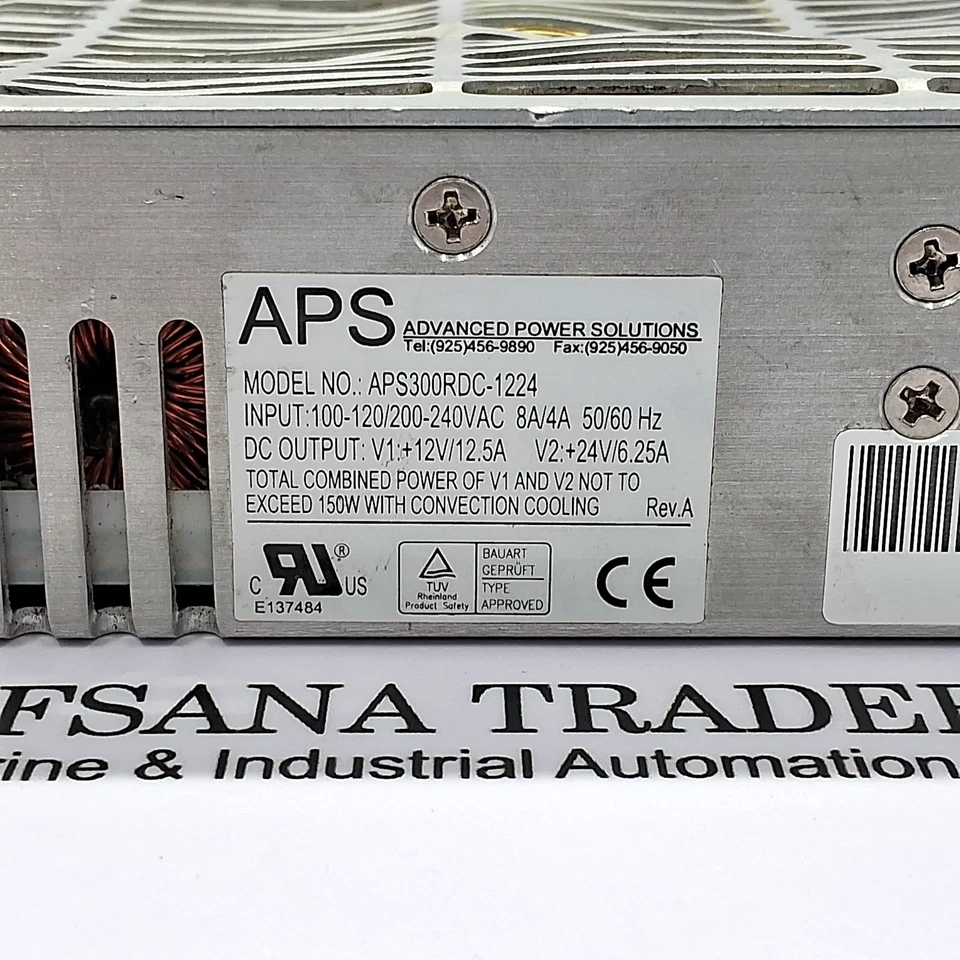 APS ADVANCED POWER SOLUTIONS
Tel:(925)456-9890 Fax:(925)456-9050
MODEL NO.: APS300RDC-1224
INPUT:100-120/200-240VAC 8A/4A 50/60 Hz
DC OUTPUT: V1:+12V/12.5A V2:+24V/6.25A
TOTAL COMBINED POWER OF V1 AND V2 NOT TO
EXCEED 150W WITH CONVECTION COOLING Rev.A
C RU ® US
E137484
TUV
Rheinland
Product Safety
BAUART
GEPRÜFT
TYPE
APPROVED
CE
FSANA TRADER
rine & Industrial Automation